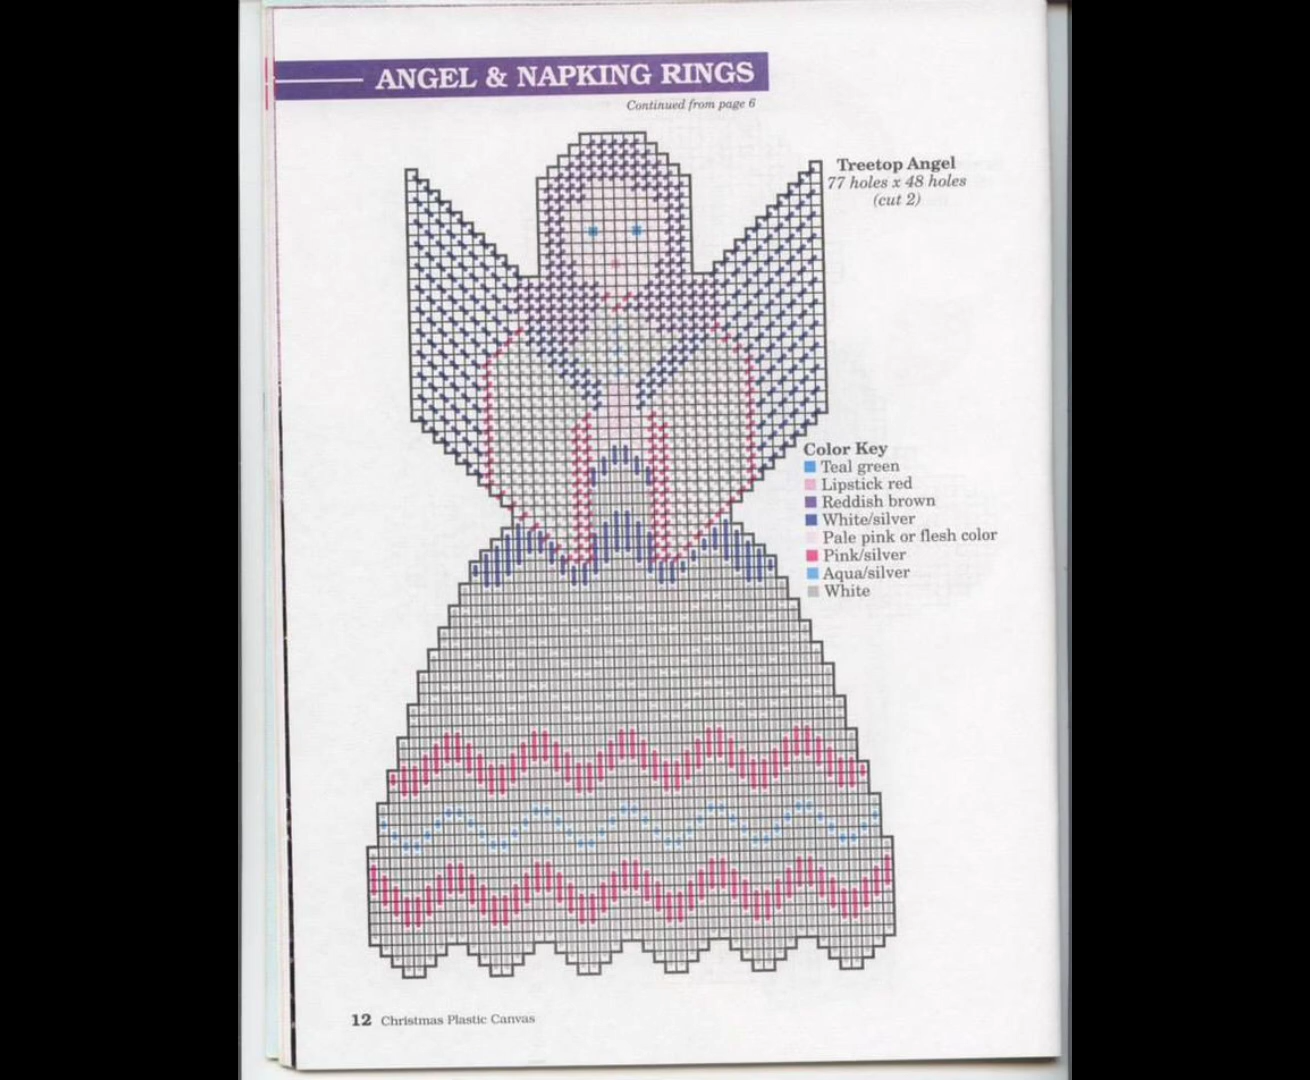 ANGEL & NAPKING RINGS
Continued from page 6
Treetop Angel
77 holes x 48 holes
(cut 2)
Color Key
Teal green
Lipstick red
Reddish brown
White/silver
Pale pink or flesh color
Pink/silver
Aqua/silver
White
12 Christmas Plastic Canvas